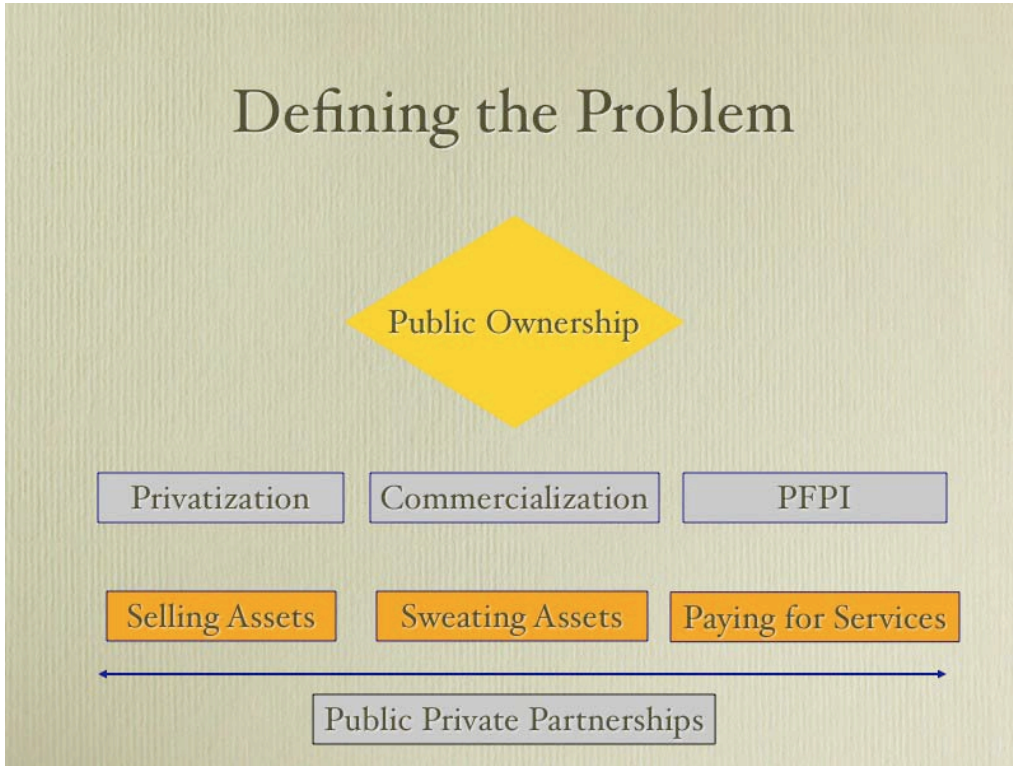 Defining the Problem
Public Ownership
Privatization
Commercialization
PFPI
Selling Assets
Sweating Assets
Paying for Services
Public Private Partnerships